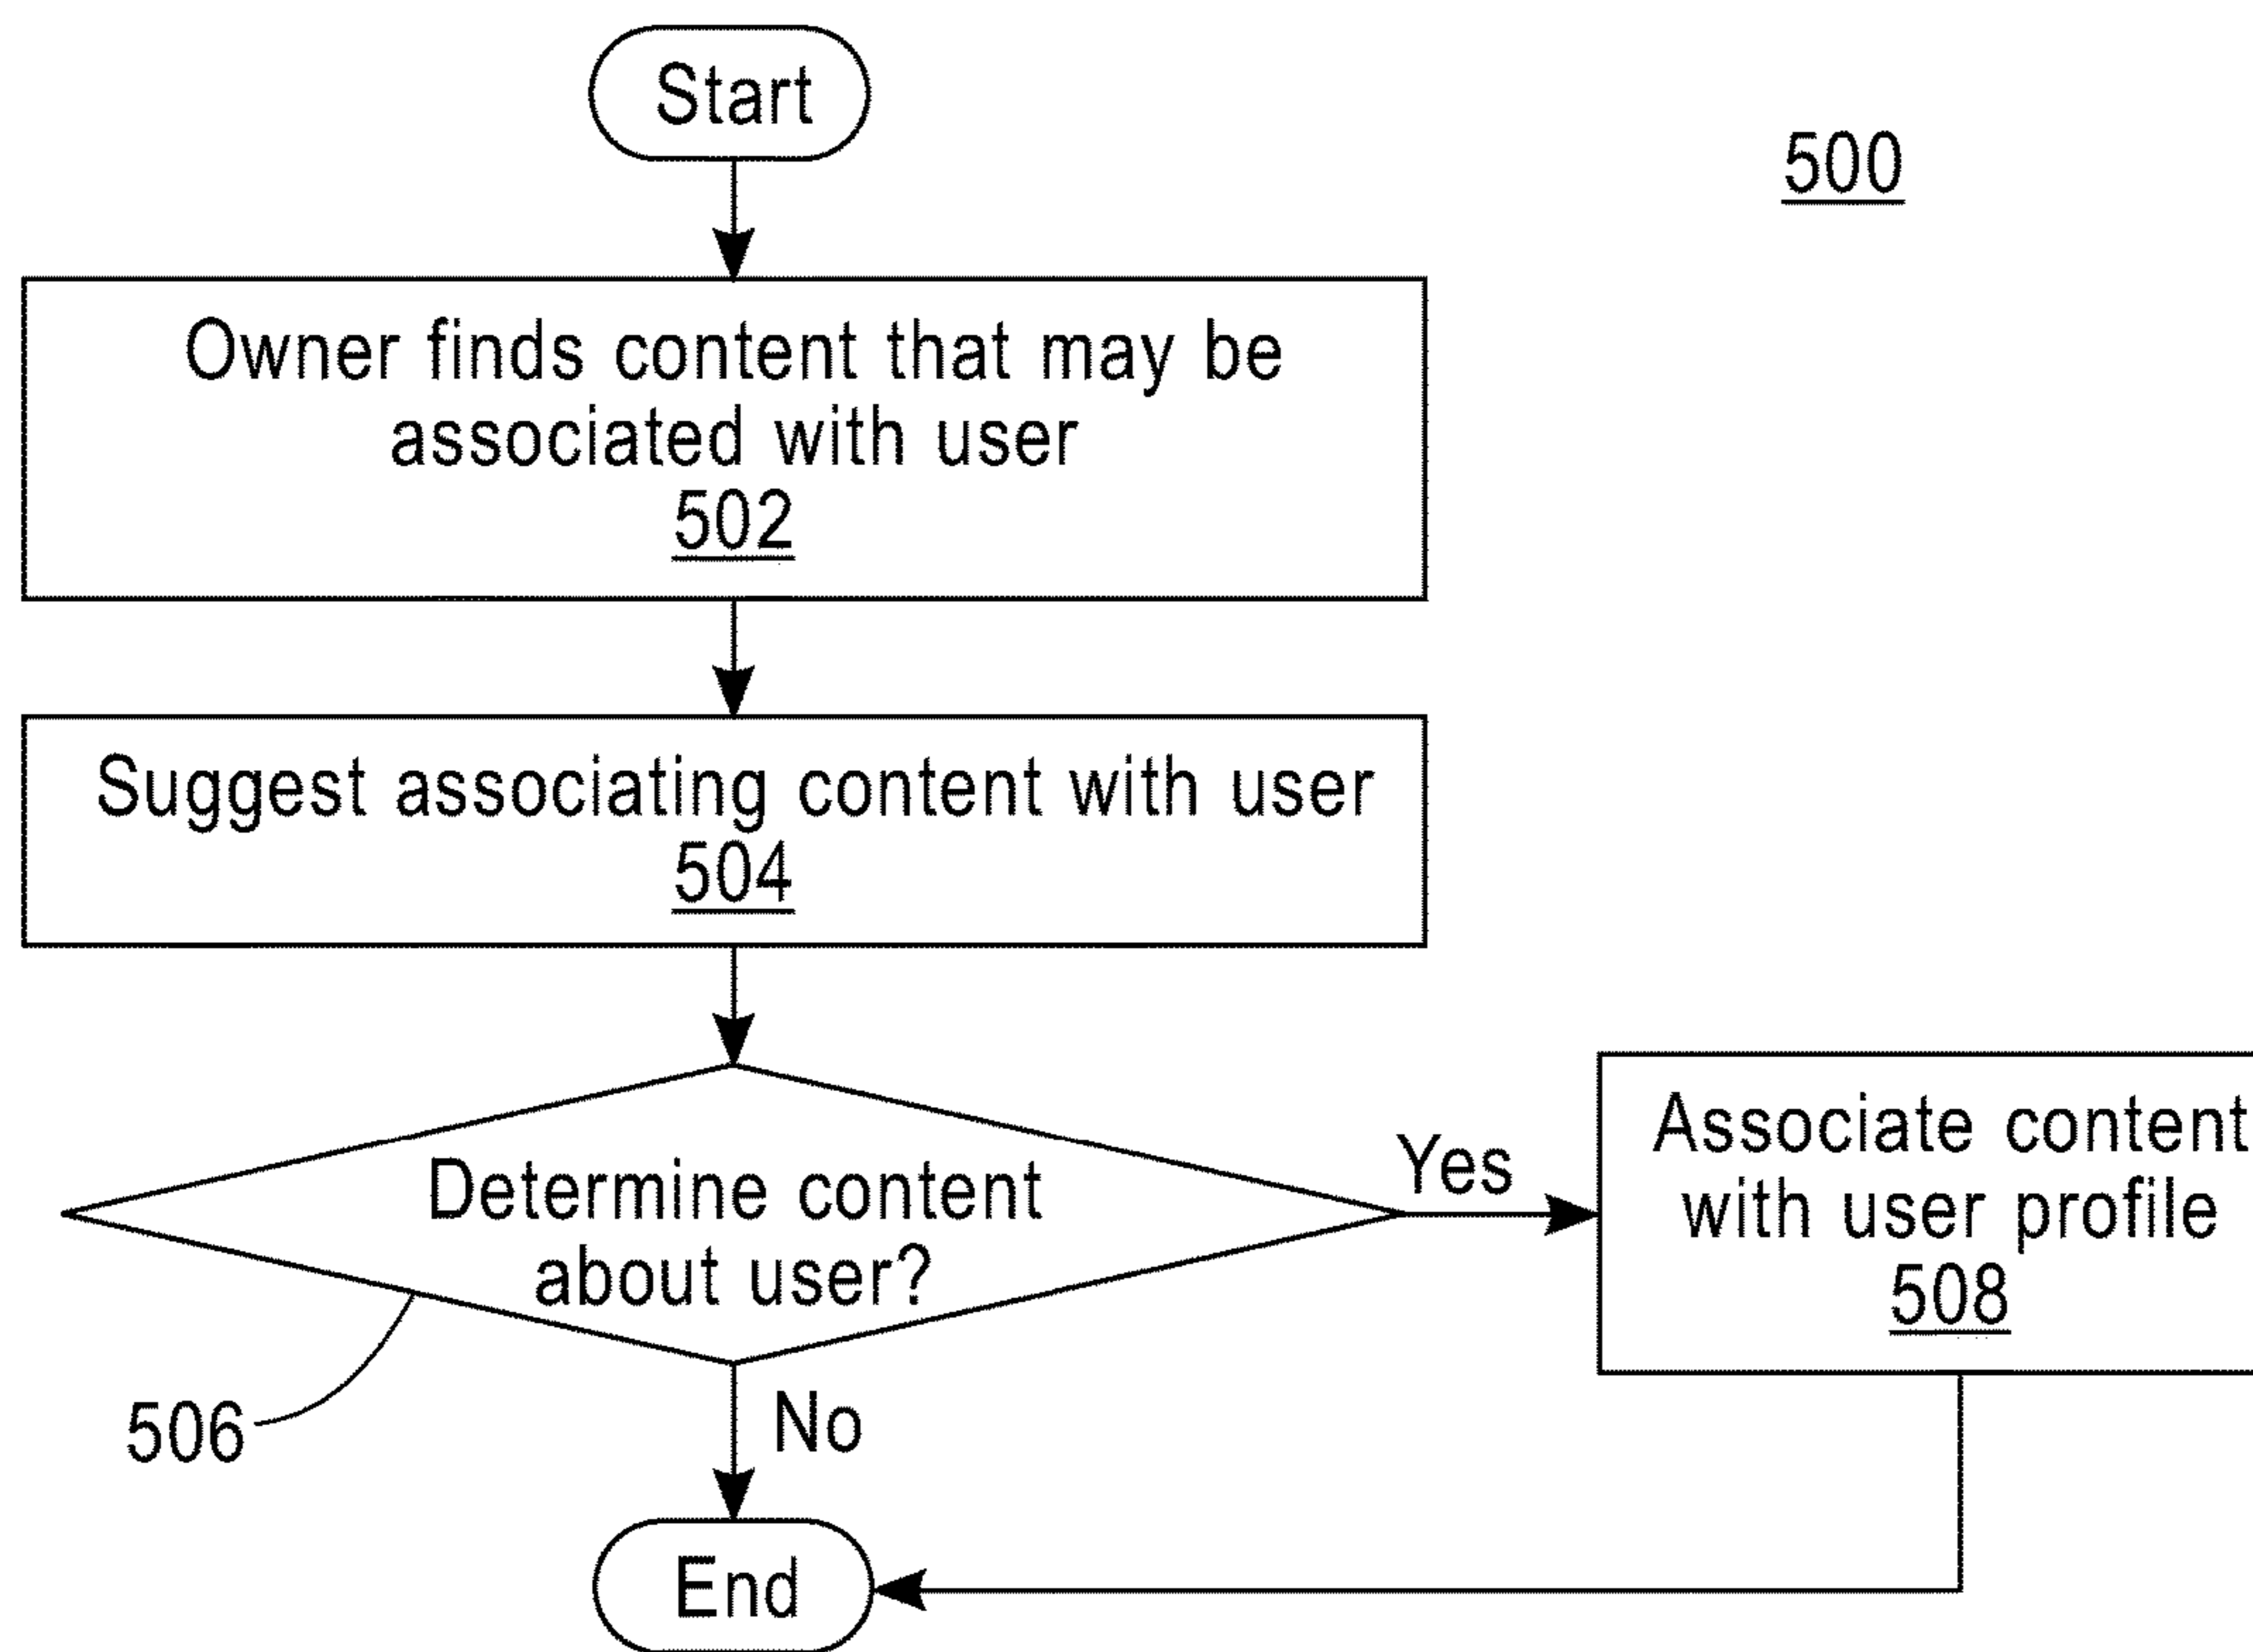 Start
500
Owner finds content that may be
associated with user
502
Suggest associating content with user
504
Determine content
about user?
Yes
Associate content
with user profile
508
506
No
End